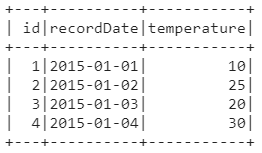 +---+----------+-----------+
| id|recordDate|temperature|
+---+----------+-----------+
|  1|2015-01-01|         10|
|  2|2015-01-02|         25|
|  3|2015-01-03|         20|
|  4|2015-01-04|         30|
+---+----------+-----------+